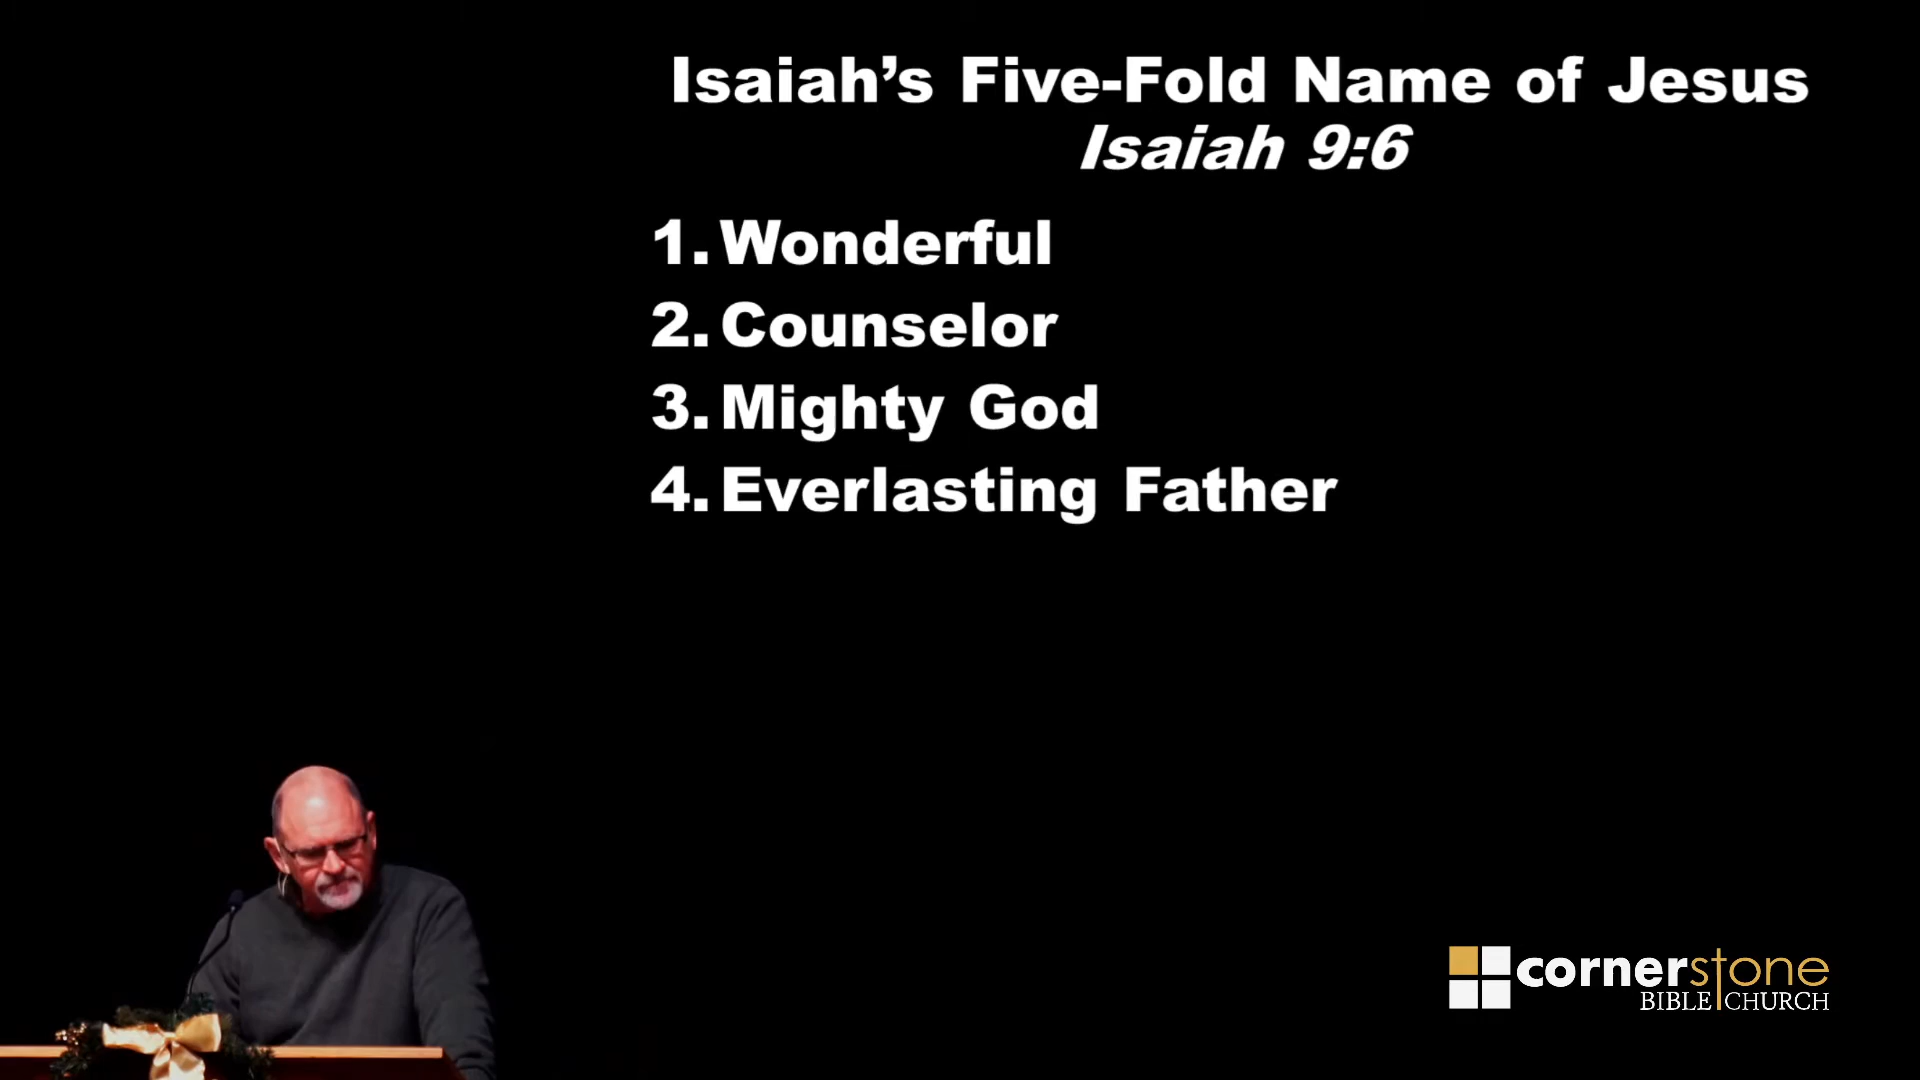 Isaiah’s Five-Fold Name of Jesus
Isaiah 9:6
1. Wonderful
2. Counselor
3. Mighty God
4. Everlasting Father
cornerstone
BIBLE CHURCH